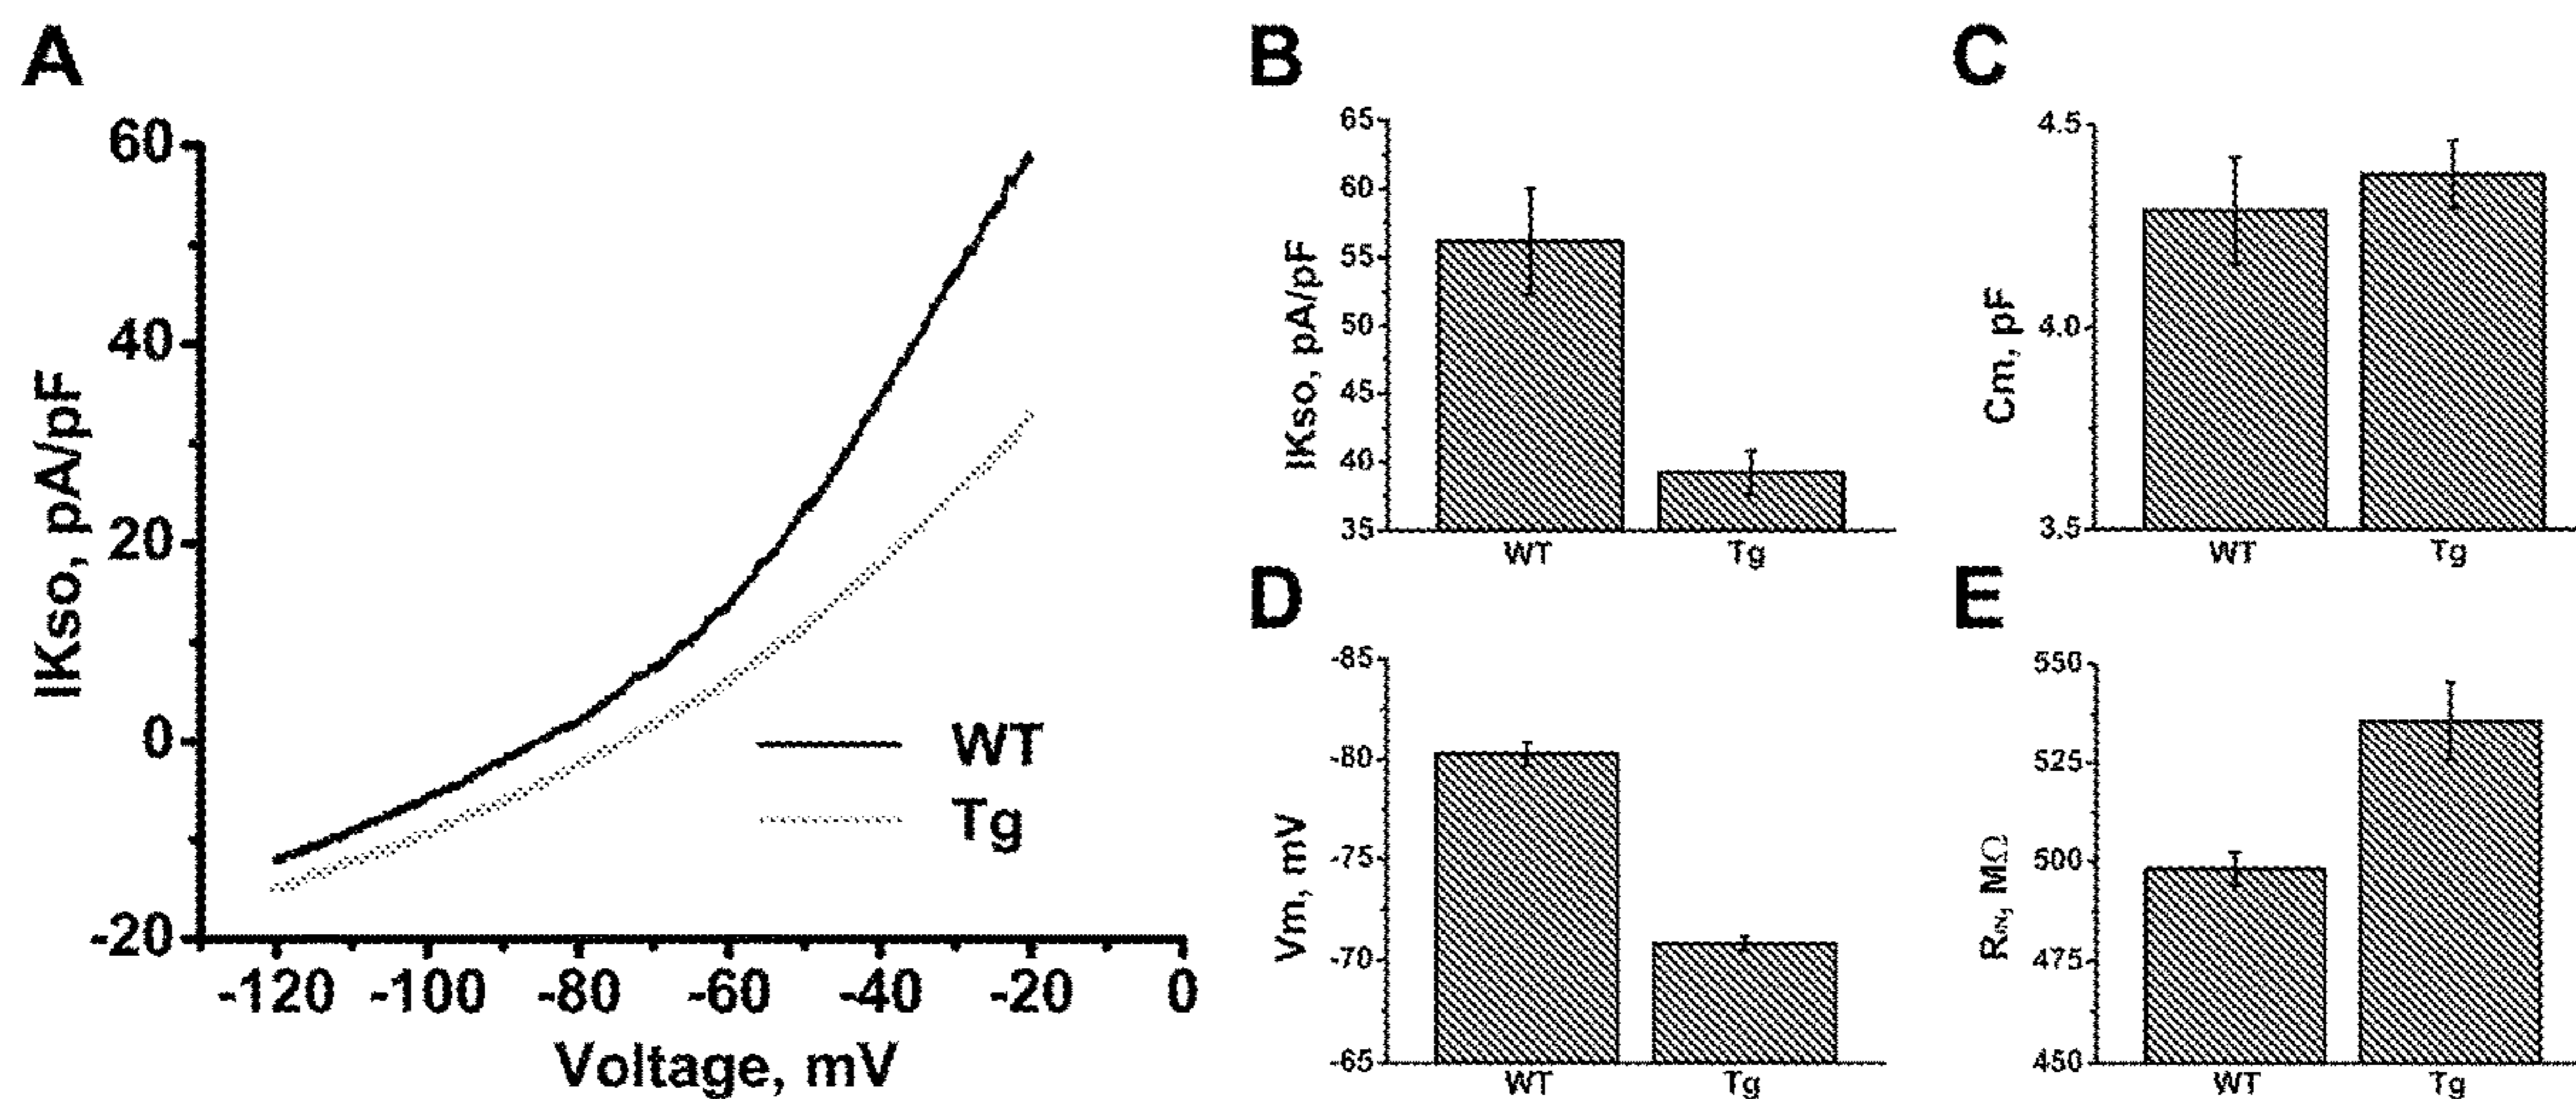 A
60
40
20
0
-20
IKso, pA/pF
-120 -100 -80 -60 -40 -20 0
Voltage, mV
WT
Tg
B
65
60
55
50
45
40
35
IKso, pA/pF
WT Tg
C
4.5
4.0
3.5
Cm, pF
WT Tg
D
-85
-80
-75
-70
-65
Vm, mV
WT Tg
E
550
525
500
475
450
RIN, MΩ
WT Tg